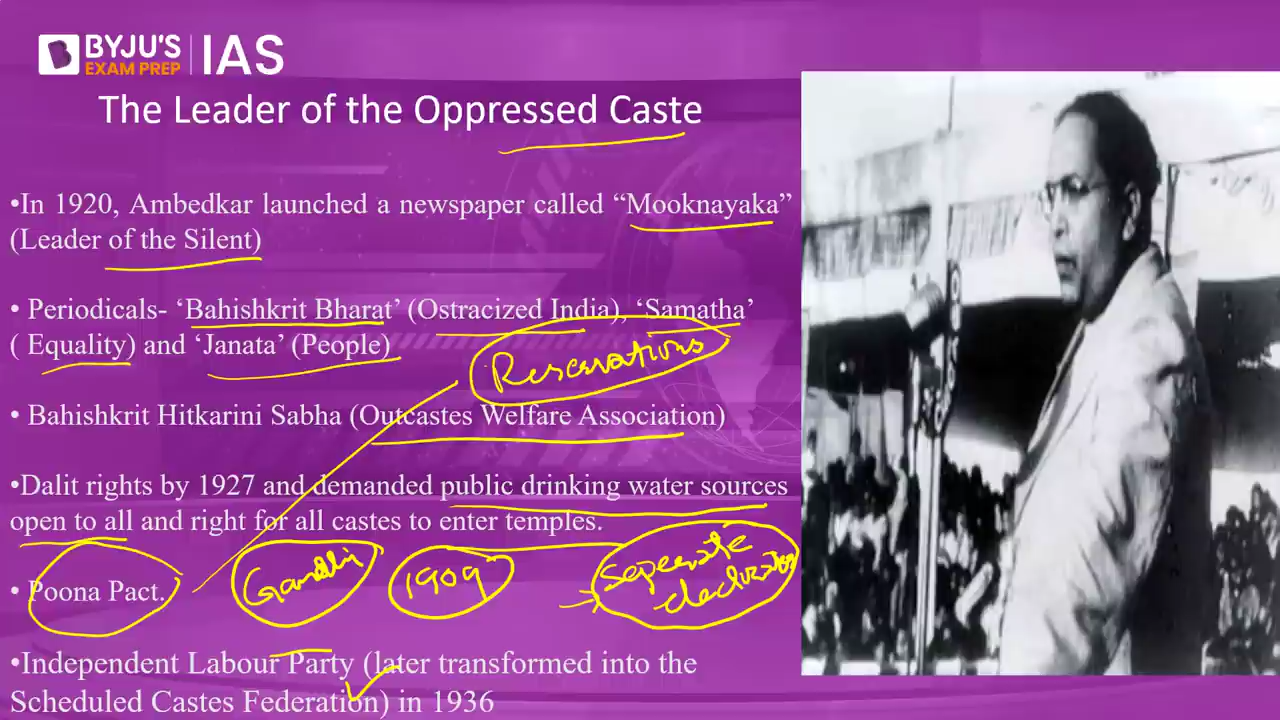 BYJU'S
EXAM PREP
IAS
The Leader of the Oppressed Caste
•In 1920, Ambedkar launched a newspaper called “Mooknayaka”
(Leader of the Silent)
• Periodicals- ‘Bahishkrit Bharat’ (Ostracized India), ‘Samatha’
( Equality) and ‘Janata’ (People)
Reservations
• Bahishkrit Hitkarini Sabha (Outcastes Welfare Association)
•Dalit rights by 1927 and demanded public drinking water sources
open to all and right for all castes to enter temples.
• Poona Pact.
Gandhi
1909
•Independent Labour Party (later transformed into the
Scheduled Castes Federation) in 1936